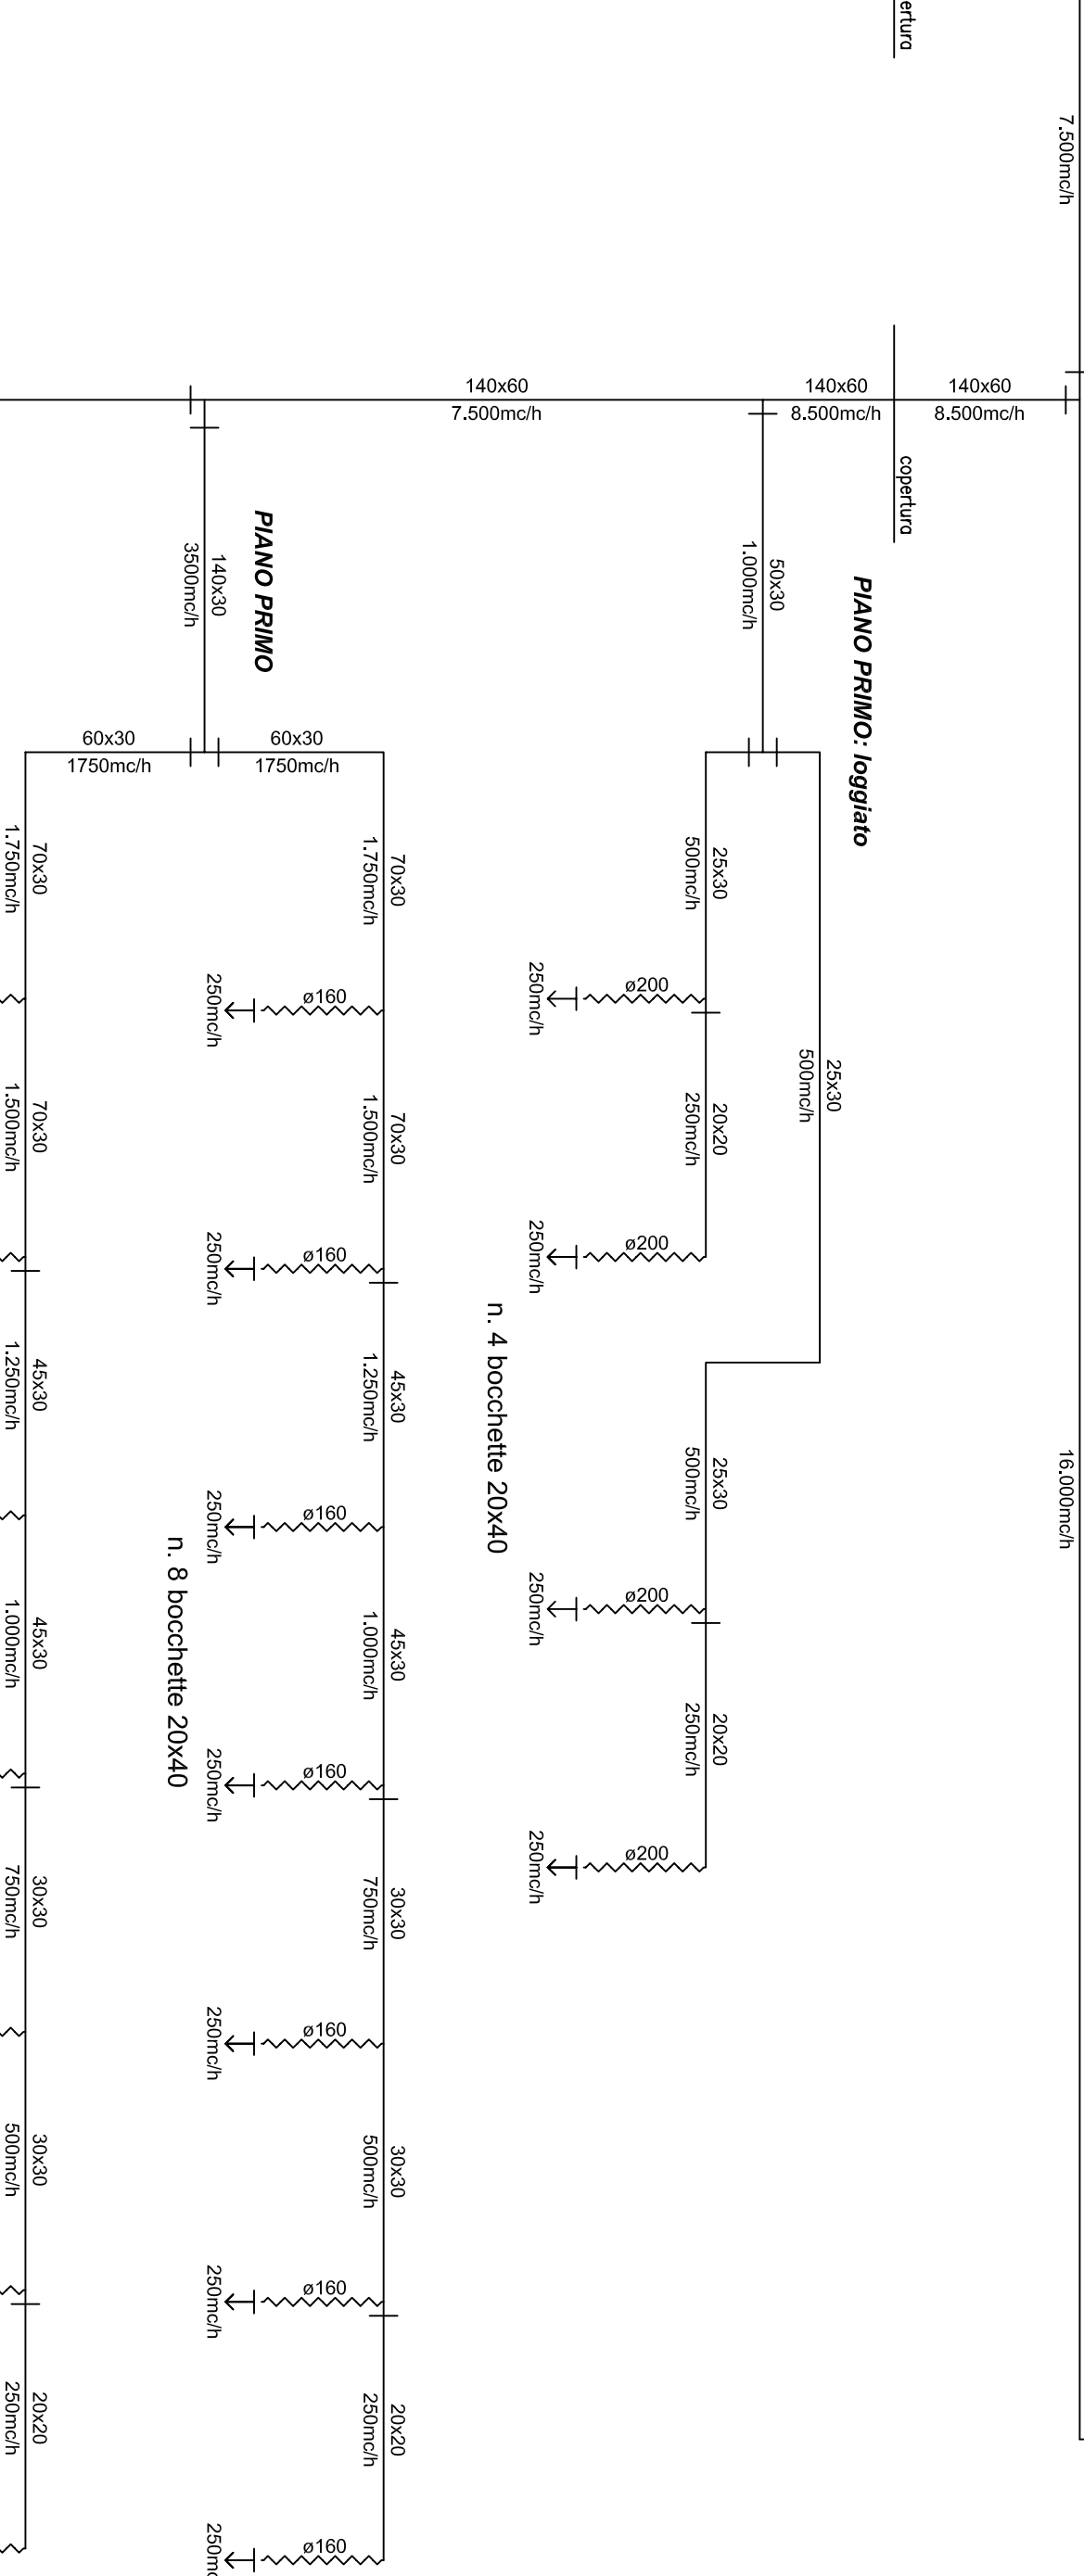 ertura
7.500mc/h
140x60
7.500mc/h
140x60
8.500mc/h
140x60
8.500mc/h
copertura
16.000mc/h
PIANO PRIMO: loggiato
50x30
1.000mc/h
25x30
500mc/h
25x30
500mc/h
ø200
250mc/h
20x20
250mc/h
ø200
250mc/h
25x30
500mc/h
ø200
250mc/h
20x20
250mc/h
ø200
250mc/h
n. 4 bocchette 20x40
PIANO PRIMO
140x30
3500mc/h
60x30
1750mc/h
60x30
1750mc/h
70x30
1.750mc/h
ø160
250mc/h
70x30
1.500mc/h
ø160
250mc/h
45x30
1.250mc/h
ø160
250mc/h
45x30
1.000mc/h
ø160
250mc/h
30x30
750mc/h
ø160
250mc/h
30x30
500mc/h
ø160
250mc/h
20x20
250mc/h
ø160
250mc
n. 8 bocchette 20x40
70x30
1.750mc/h
70x30
1.500mc/h
45x30
1.250mc/h
45x30
1.000mc/h
30x30
750mc/h
30x30
500mc/h
20x20
250mc/h